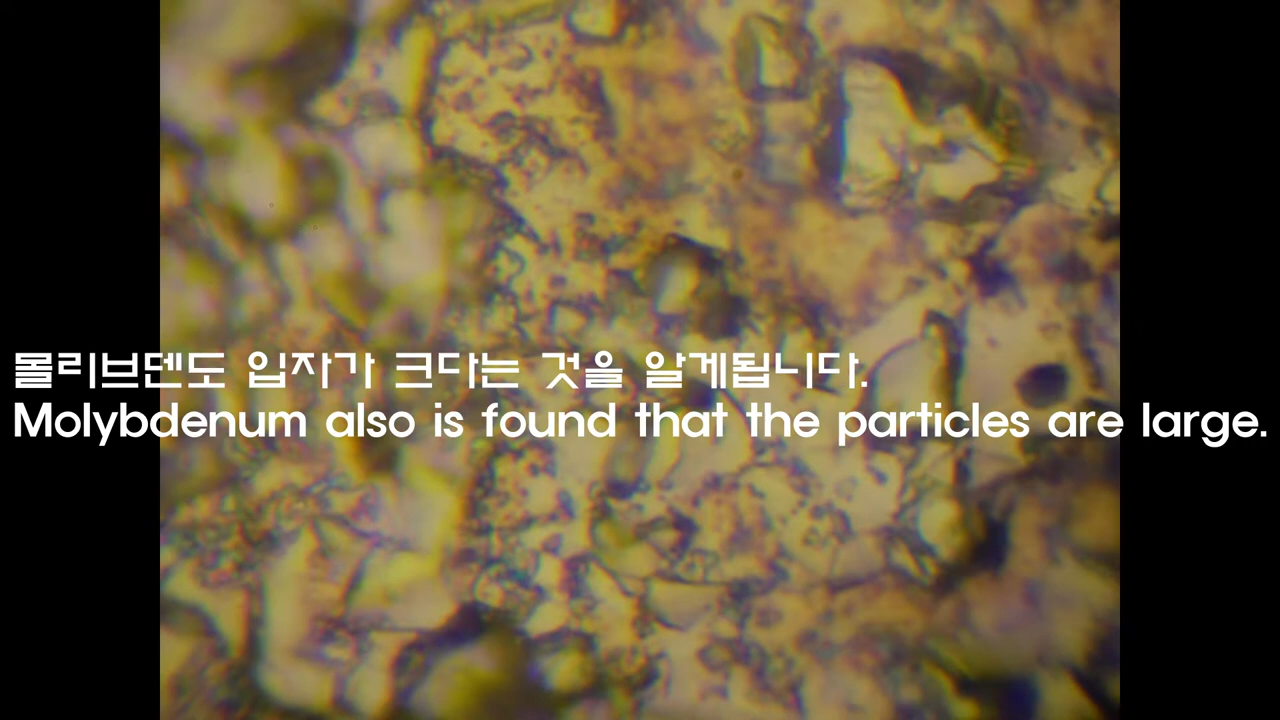 몰리브덴도 입자가 크다는 것을 알게됩니다.
Molybdenum also is found that the particles are large.